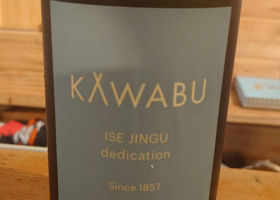 KAWABU
ISE JINGU
dedication
Since 1857